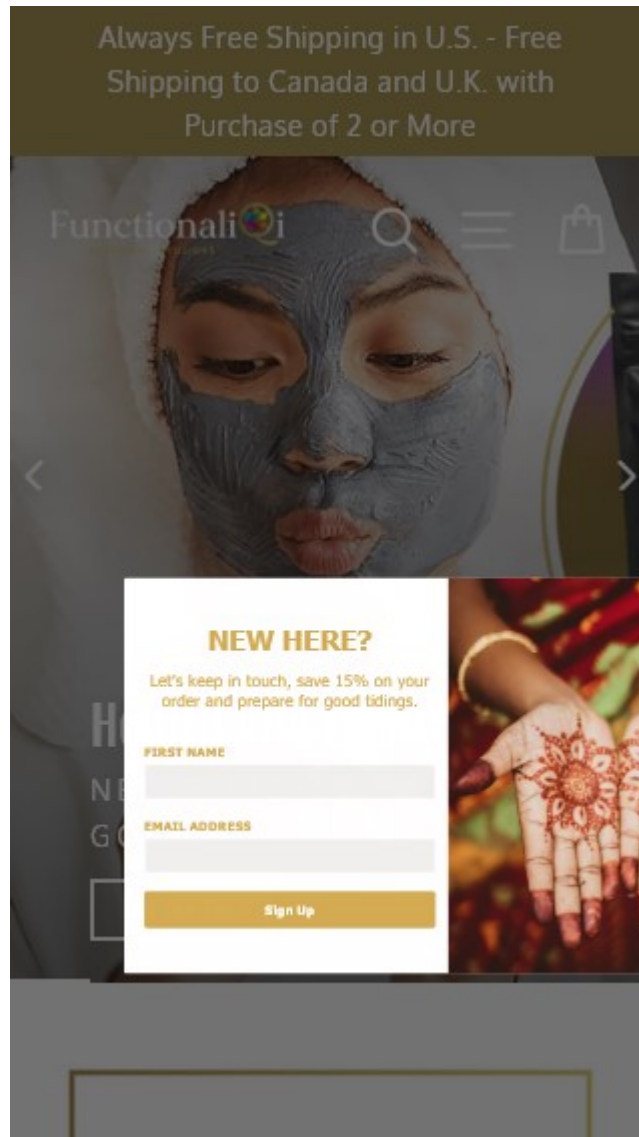 Always Free Shipping in U.S. - Free
Shipping to Canada and U.K. with
Purchase of 2 or More
FunctionaliQi
NEW HERE?
Let's keep in touch, save 15% on your
order and prepare for good tidings.
FIRST NAME
EMAIL ADDRESS
Sign Up